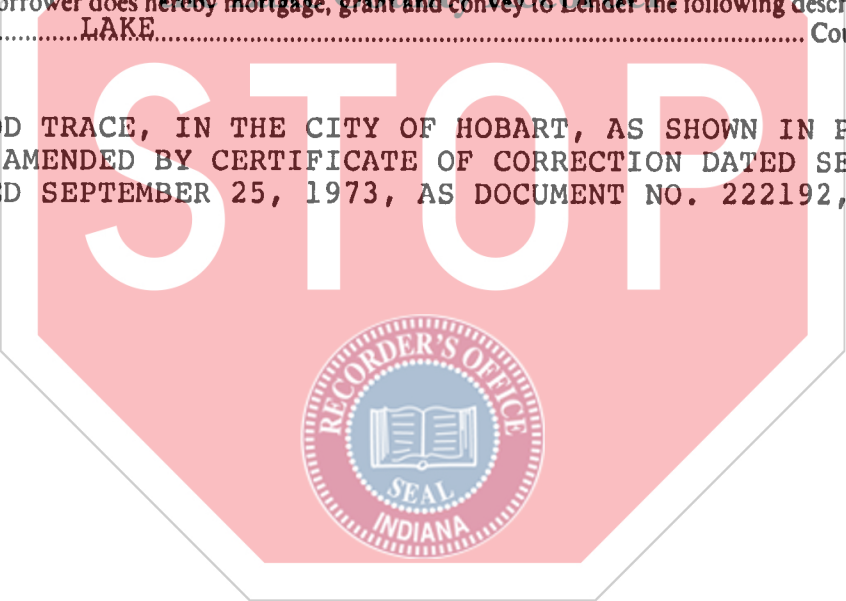 orrower does hereby mortgage, grant and convey to Lender the following descr
LAKE Cou
STOP
D TRACE, IN THE CITY OF HOBART, AS SHOWN IN P
AMENDED BY CERTIFICATE OF CORRECTION DATED SE
D SEPTEMBER 25, 1973, AS DOCUMENT NO. 222192,
RECORDER'S OFFICE
SEAL
INDIANA